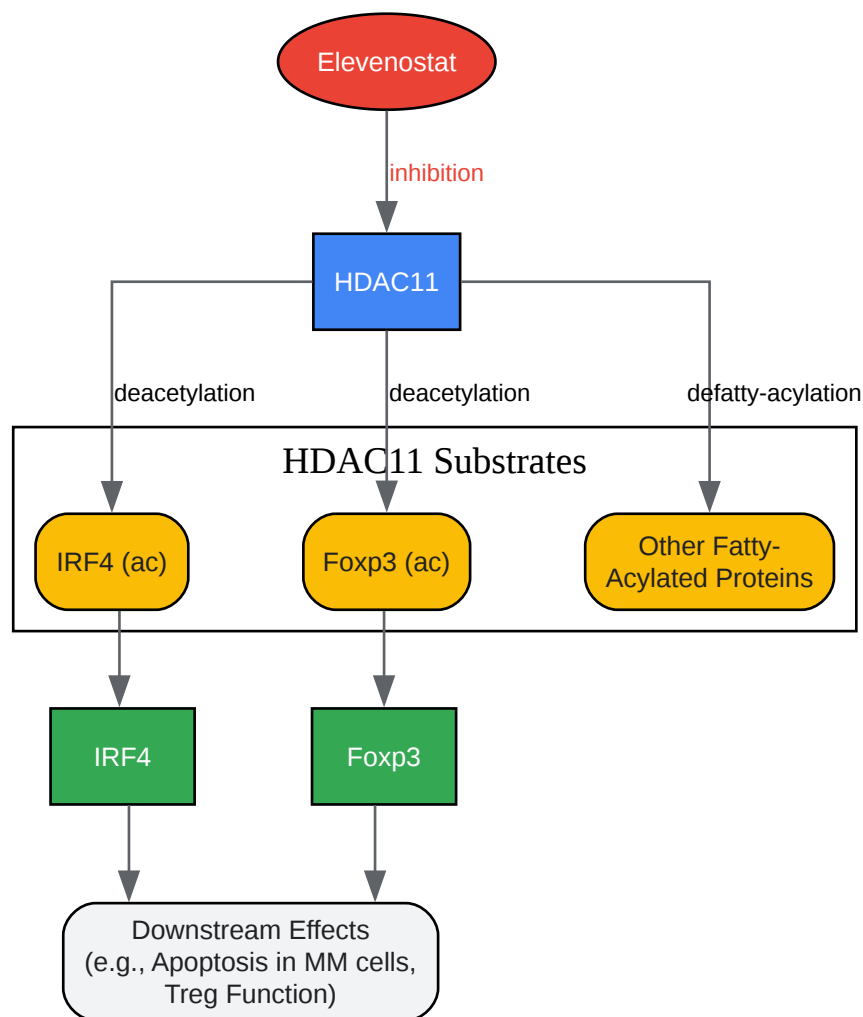 Elevenostat
inhibition
HDAC11
deacetylation
deacetylation
defatty-acylation
HDAC11 Substrates
IRF4 (ac)
Foxp3 (ac)
Other Fatty-
Acylated Proteins
IRF4
Foxp3
Downstream Effects
(e.g., Apoptosis in MM cells,
Treg Function)